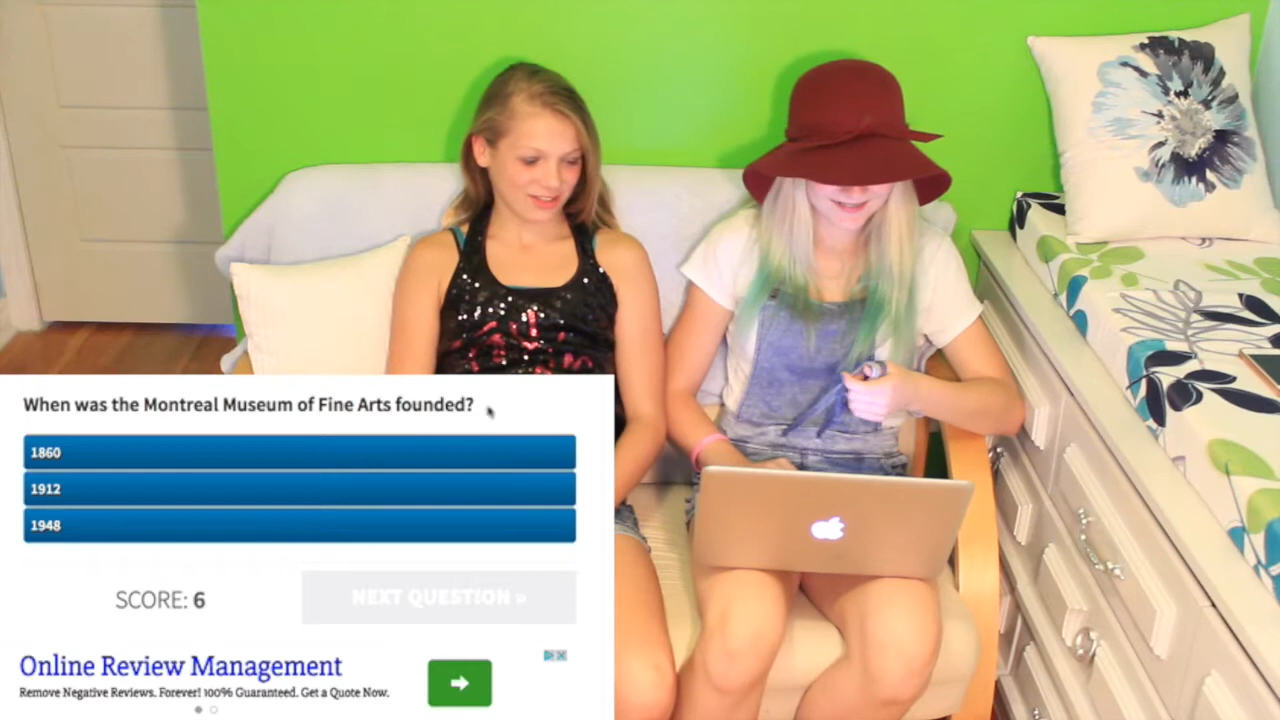 When was the Montreal Museum of Fine Arts founded?
1860
1912
1948
SCORE: 6
NEXT QUESTION »
Online Review Management
Remove Negative Reviews. Forever! 100% Guaranteed. Get a Quote Now.